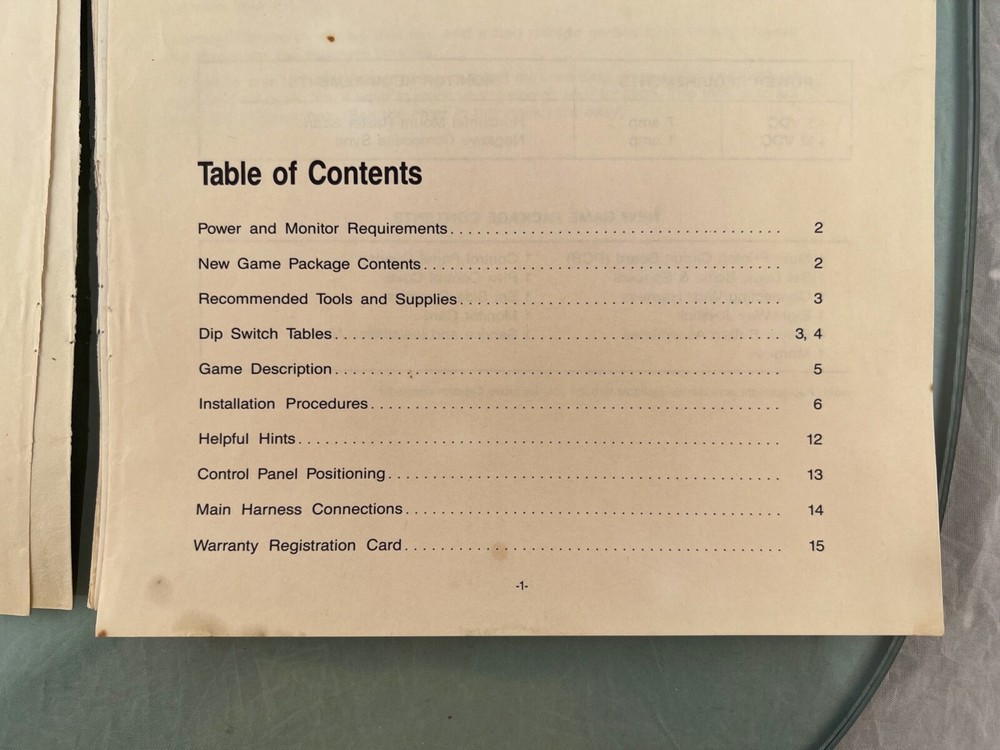 Table of Contents
Power and Monitor Requirements . . . . . . . . . . . . . . . . . . . . . . . . . . . . . . 2
New Game Package Contents . . . . . . . . . . . . . . . . . . . . . . . . . . . . . . 2
Recommended Tools and Supplies . . . . . . . . . . . . . . . . . . . . . . . . . . . . . . 3
Dip Switch Tables . . . . . . . . . . . . . . . . . . . . . . . . . . . . . . 3, 4
Game Description . . . . . . . . . . . . . . . . . . . . . . . . . . . . . . 5
Installation Procedures . . . . . . . . . . . . . . . . . . . . . . . . . . . . . . 6
Helpful Hints . . . . . . . . . . . . . . . . . . . . . . . . . . . . . . 12
Control Panel Positioning . . . . . . . . . . . . . . . . . . . . . . . . . . . . . . 13
Main Harness Connections . . . . . . . . . . . . . . . . . . . . . . . . . . . . . . 14
Warranty Registration Card . . . . . . . . . . . . . . . . . . . . . . . . . . . . . . 15
-1-